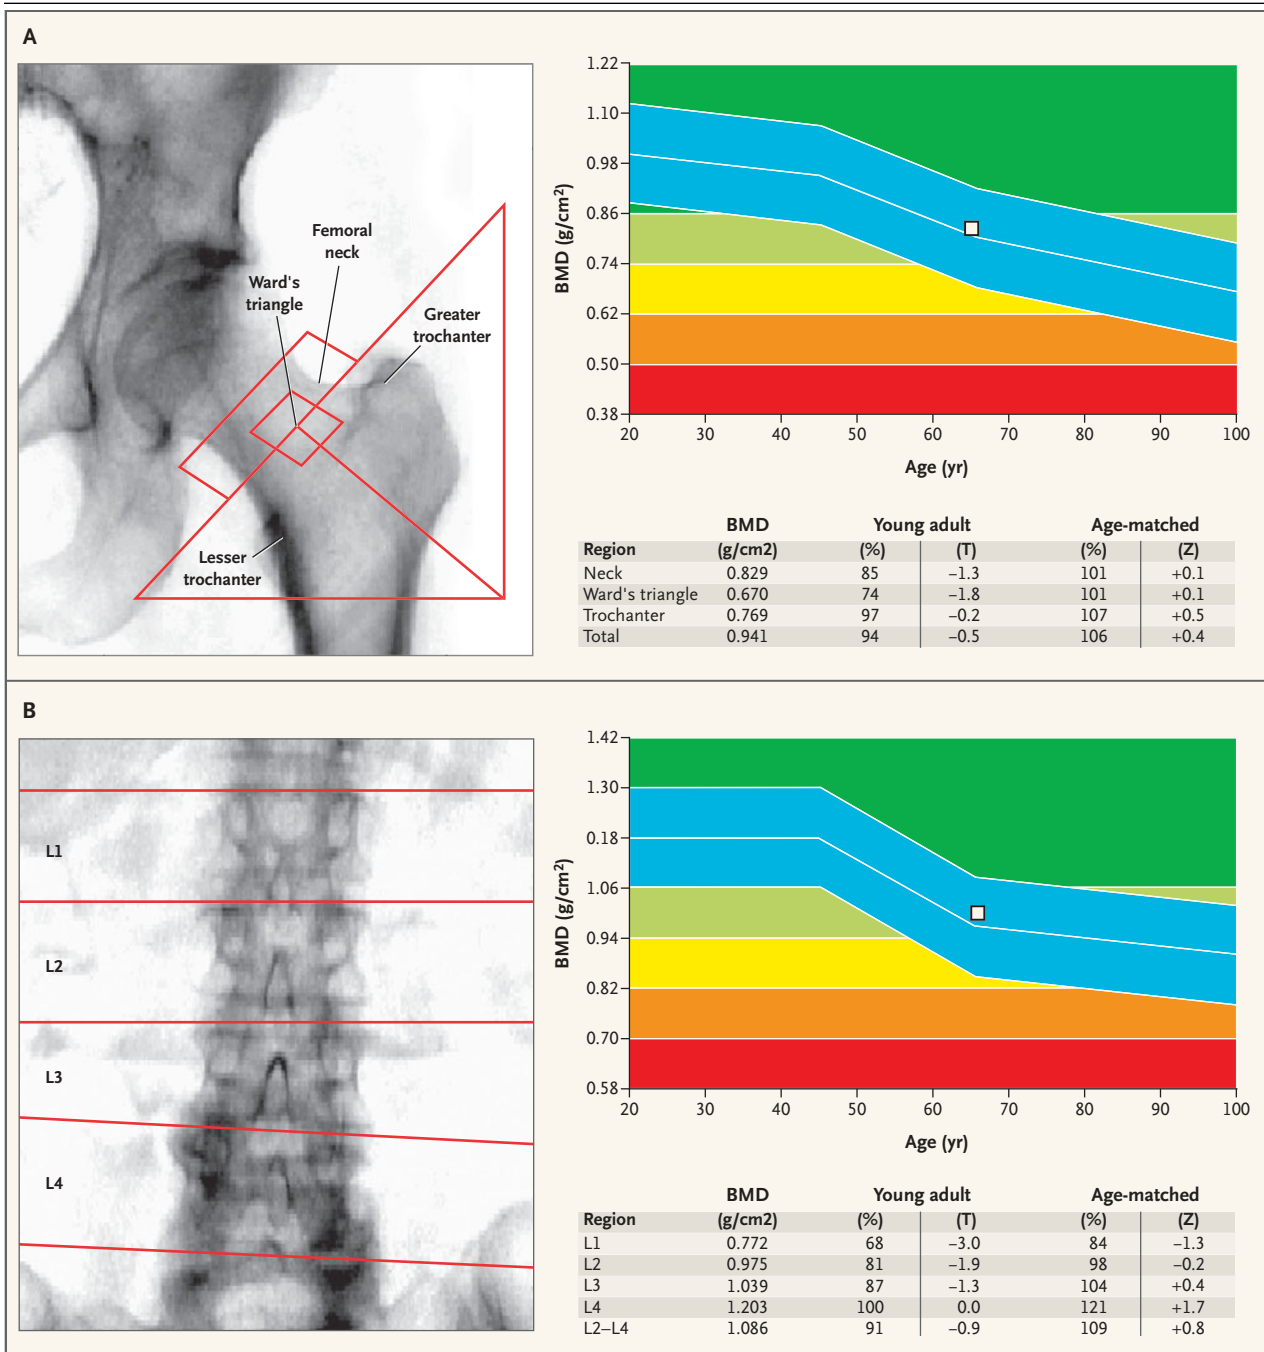 A
Femoral
neck
Ward's
triangle
Greater
trochanter
Lesser
trochanter
BMD (g/cm²)
1.22
1.10
0.98
0.86
0.74
0.62
0.50
0.38
20 30 40 50 60 70 80 90 100
Age (yr)
BMD Young adult Age-matched
Region (g/cm2) (%) (T) (%) (Z)
Neck 0.829 85 –1.3 101 +0.1
Ward's triangle 0.670 74 –1.8 101 +0.1
Trochanter 0.769 97 –0.2 107 +0.5
Total 0.941 94 –0.5 106 +0.4
B
L1
L2
L3
L4
BMD (g/cm²)
1.42
1.30
0.18
1.06
0.94
0.82
0.70
0.58
20 30 40 50 60 70 80 90 100
Age (yr)
BMD Young adult Age-matched
Region (g/cm2) (%) (T) (%) (Z)
L1 0.772 68 –3.0 84 –1.3
L2 0.975 81 –1.9 98 –0.2
L3 1.039 87 –1.3 104 +0.4
L4 1.203 100 0.0 121 +1.7
L2–L4 1.086 91 –0.9 109 +0.8